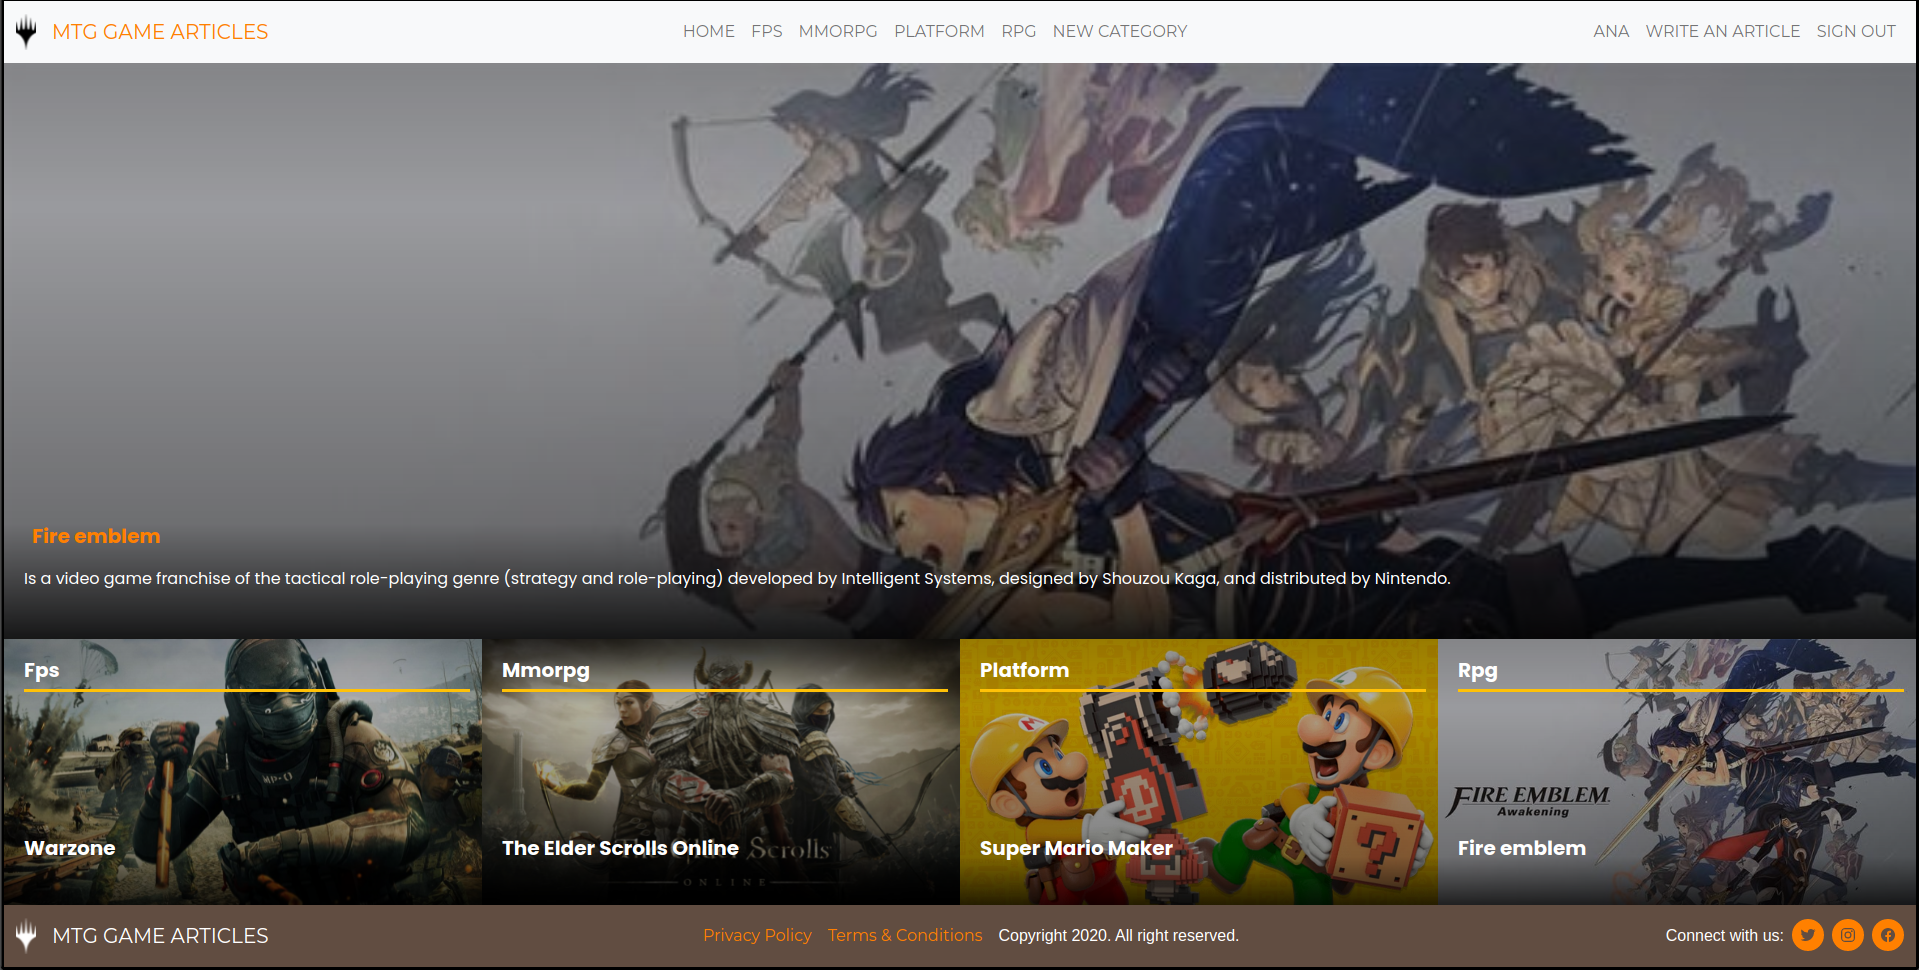 MTG GAME ARTICLES
HOME FPS MMORPG PLATFORM RPG NEW CATEGORY
ANA WRITE AN ARTICLE SIGN OUT
Fire emblem
Is a video game franchise of the tactical role-playing genre (strategy and role-playing) developed by Intelligent Systems, designed by Shouzou Kaga, and distributed by Nintendo.
Fps
MP-0
Warzone
Mmorpg
The Elder Scrolls Online
Scrolls
ONLINE
Platform
M
?
Super Mario Maker
Rpg
FIRE EMBLEM
Awakening
Fire emblem
MTG GAME ARTICLES
Privacy Policy Terms & Conditions Copyright 2020. All right reserved.
Connect with us: